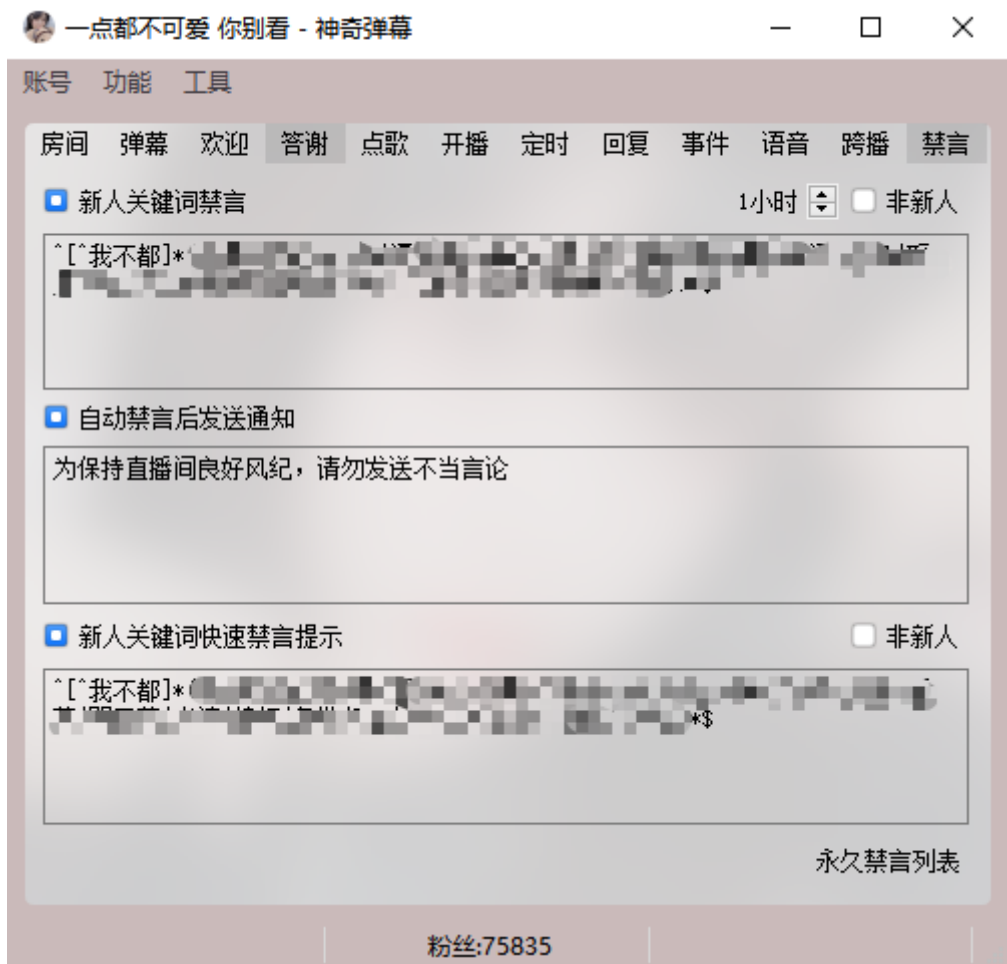 一点都不可爱 你别看 - 神奇弹幕
账号 功能 工具
房间 弹幕 欢迎 答谢 点歌 开播 定时 回复 事件 语音 跨播 禁言
新人关键词禁言 1小时 非新人
^[^我不都]*
自动禁言后发送通知
为保持直播间良好风纪，请勿发送不当言论
新人关键词快速禁言提示 非新人
^[^我不都]*
*$
永久禁言列表
粉丝:75835